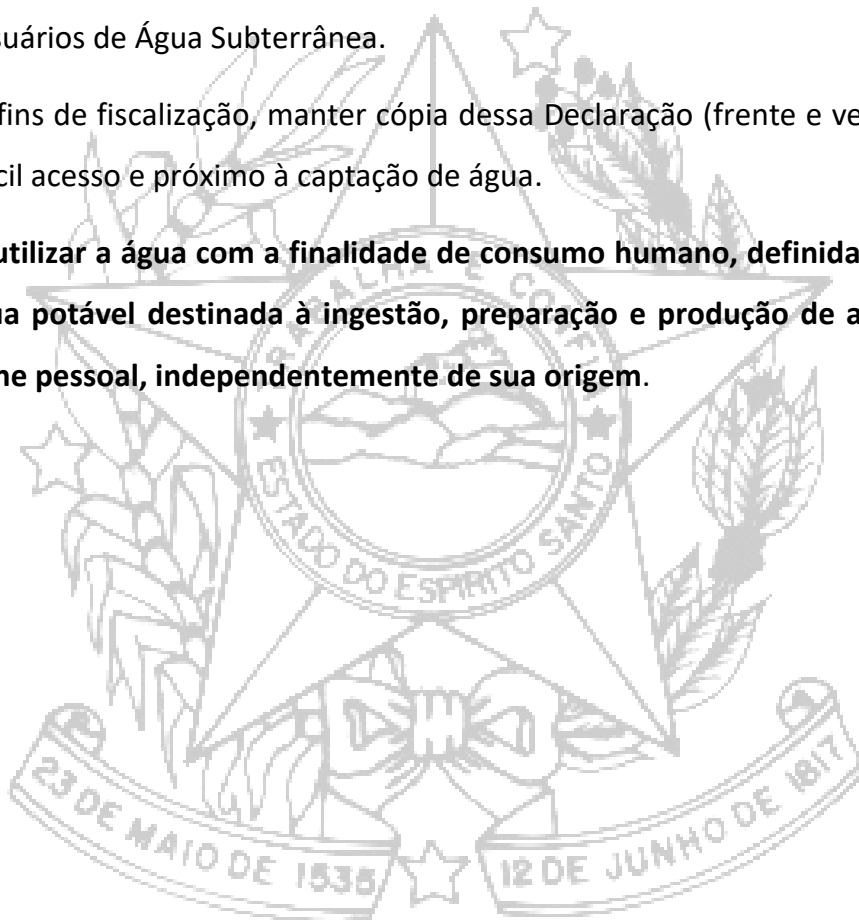 suários de Água Subterrânea.
fins de fiscalização, manter cópia dessa Declaração (frente e ve
cil acesso e próximo à captação de água.
utilizar a água com a finalidade de consumo humano, definida
ua potável destinada à ingestão, preparação e produção de a
ne pessoal, independentemente de sua origem.
TRABALHA E CONFIA
ESTADO DO ESPIRITO SANTO
23 DE MAIO DE 1535
12 DE JUNHO DE 1817